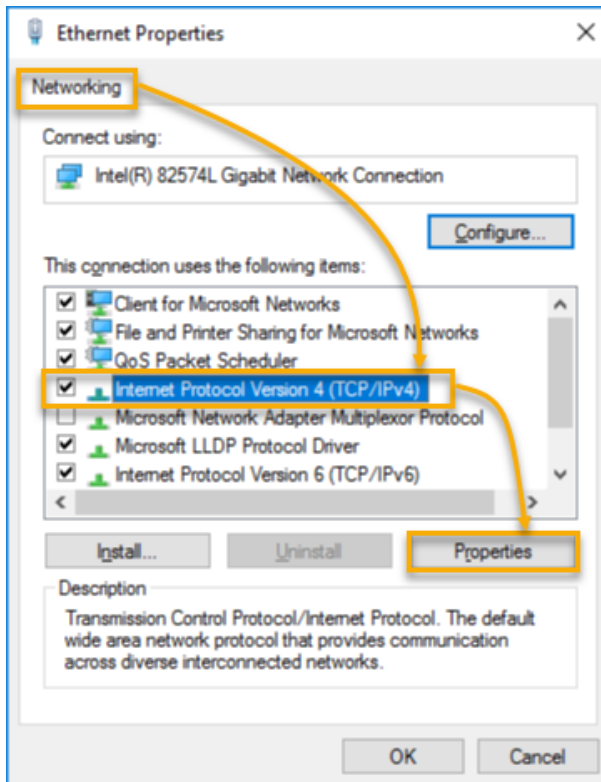 Ethernet Properties
Networking
Connect using:
Intel(R) 82574L Gigabit Network Connection
Configure...
This connection uses the following items:
Client for Microsoft Networks
File and Printer Sharing for Microsoft Networks
QoS Packet Scheduler
Internet Protocol Version 4 (TCP/IPv4)
Microsoft Network Adapter Multiplexor Protocol
Microsoft LLDP Protocol Driver
Internet Protocol Version 6 (TCP/IPv6)
Install... Uninstall Properties
Description
Transmission Control Protocol/Internet Protocol. The default
wide area network protocol that provides communication
across diverse interconnected networks.
OK Cancel